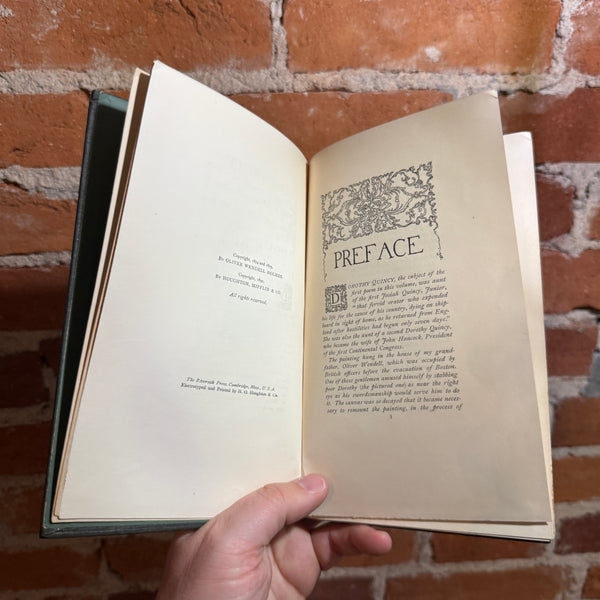 Copyright, 1874 and 1893,
By OLIVER WENDELL HOLMES.
Copyright, 1893,
By HOUGHTON, MIFFLIN & CO.
All rights reserved.
The Riverside Press, Cambridge, Mass., U. S. A.
Electrotyped and Printed by H. O. Houghton & Co.
PREFACE
DOROTHY QUINCY, the subject of the
first poem in this volume, was aunt
of the first Josiah Quincy, Junior,
that fervid orator who expended
his life for the cause of his country, dying on ship-
board in sight of home, as he returned from Eng-
land after hostilities had begun only seven days."
She was also the aunt of a second Dorothy Quincy,
who became the wife of John Hancock, President
of the first Continental Congress.
The painting hung in the house of my grand-
father, Oliver Wendell, which was occupied by
British officers before the evacuation of Boston.
One of these gentlemen amused himself by stabbing
poor Dorothy (the pictured one) as near the right
eye as his swordsmanship would serve him to do
it. The canvas was so decayed that it became neces-
sary to remount the painting, in the process of
1